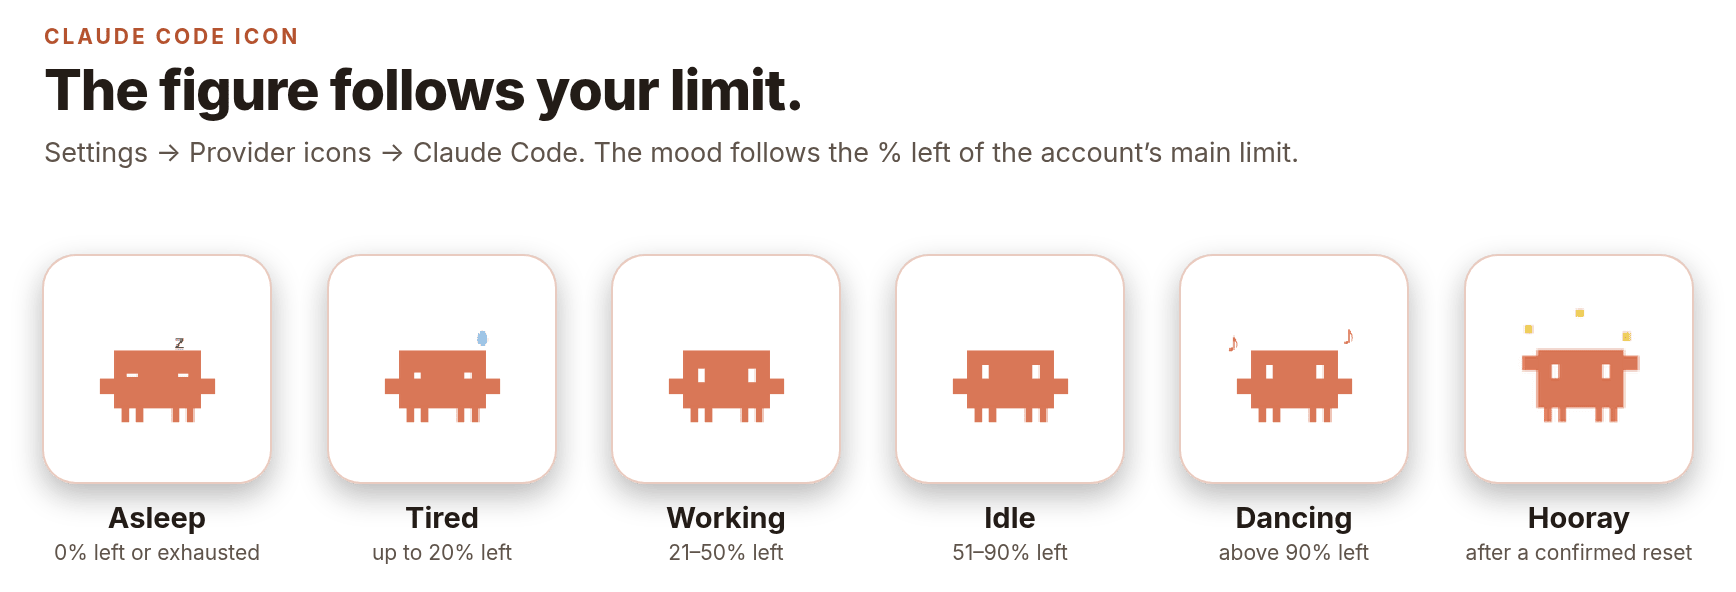 CLAUDE CODE ICON
The figure follows your limit.
Settings → Provider icons → Claude Code. The mood follows the % left of the account’s main limit.
z
♪ ♪
Asleep Tired Working Idle Dancing Hooray
0% left or exhausted up to 20% left 21–50% left 51–90% left above 90% left after a confirmed reset